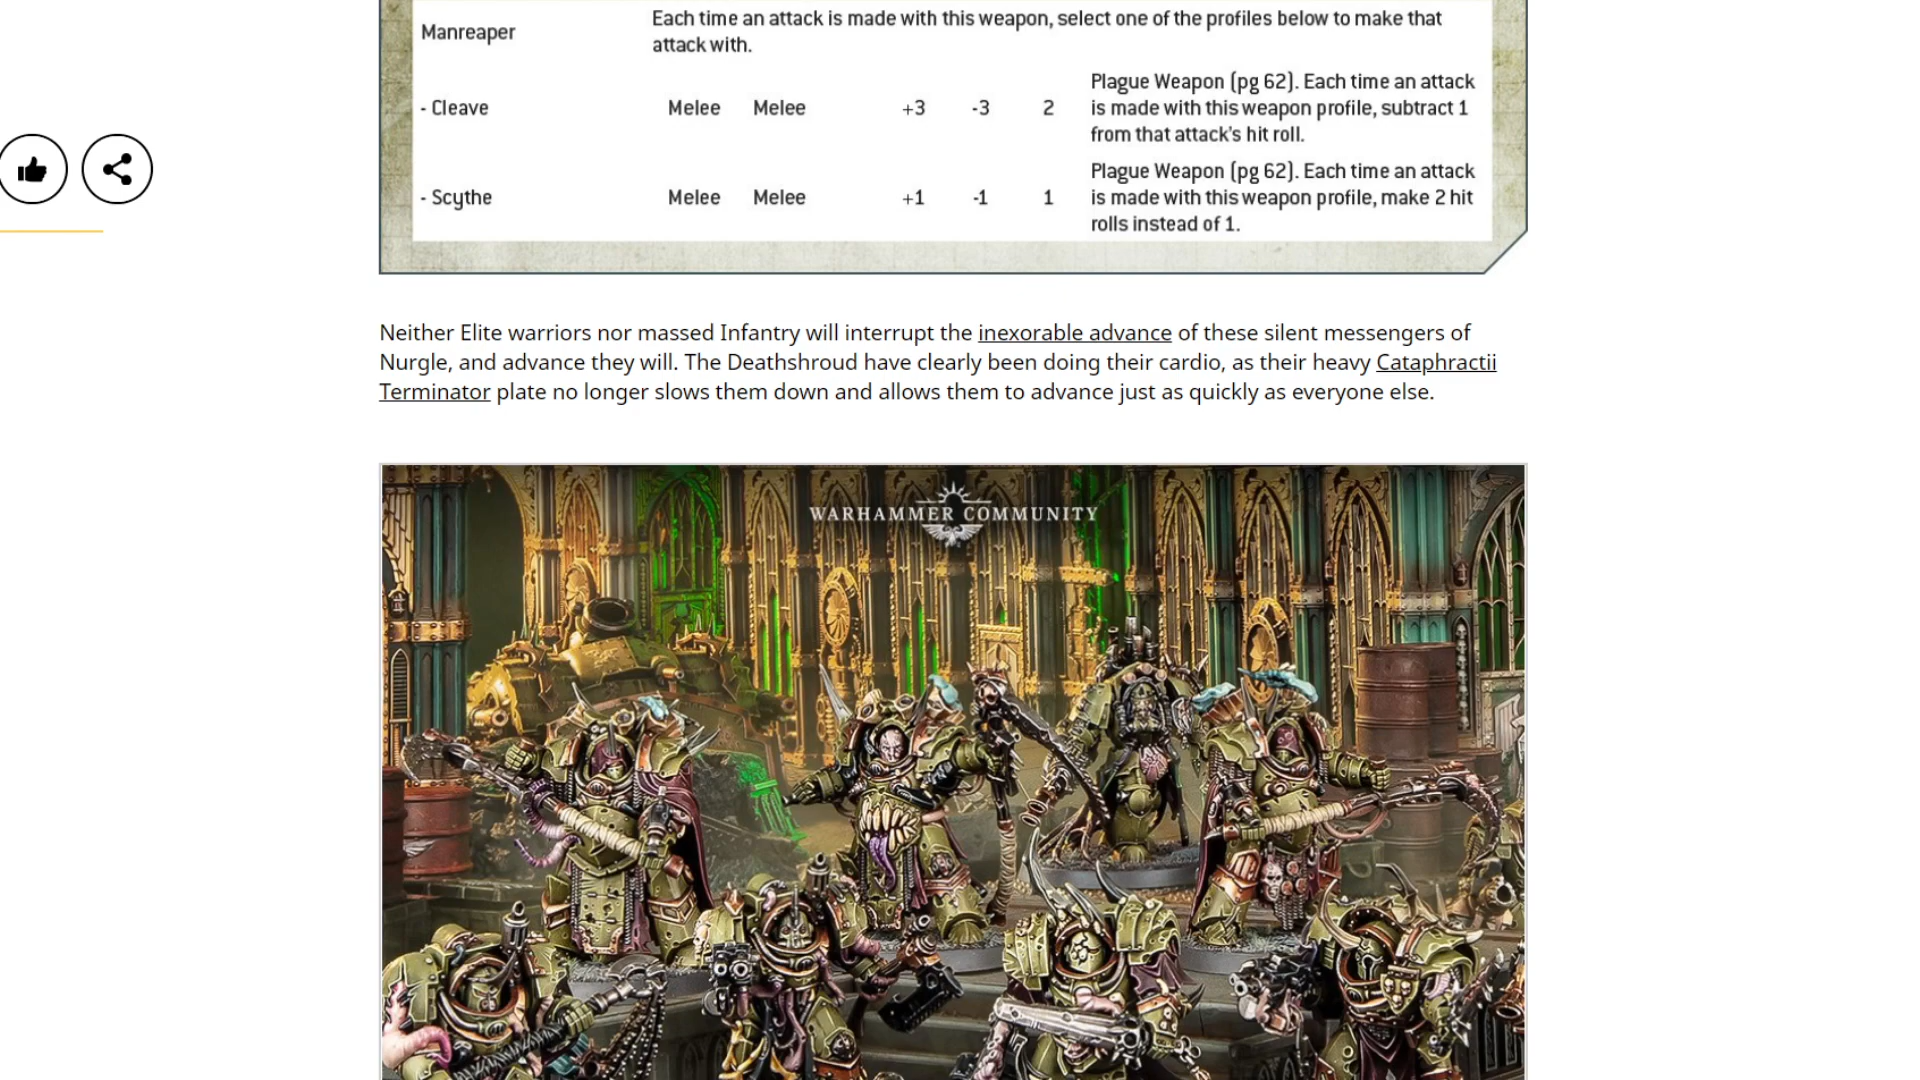 Manreaper Each time an attack is made with this weapon, select one of the profiles below to make that
attack with.
- Cleave Melee Melee +3 -3 2 Plague Weapon (pg 62). Each time an attack
is made with this weapon profile, subtract 1
from that attack's hit roll.
- Scythe Melee Melee +1 -1 1 Plague Weapon (pg 62). Each time an attack
is made with this weapon profile, make 2 hit
rolls instead of 1.
Neither Elite warriors nor massed Infantry will interrupt the inexorable advance of these silent messengers of
Nurgle, and advance they will. The Deathshroud have clearly been doing their cardio, as their heavy Cataphractii
Terminator plate no longer slows them down and allows them to advance just as quickly as everyone else.
WARHAMMER COMMUNITY